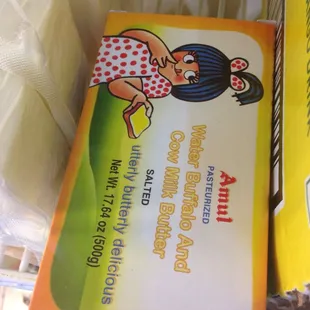 Amul
PASTEURIZED
Water Buffalo And
Cow Milk Butter
SALTED
utterly butterly delicious
Net Wt. 17.64 oz (500g)